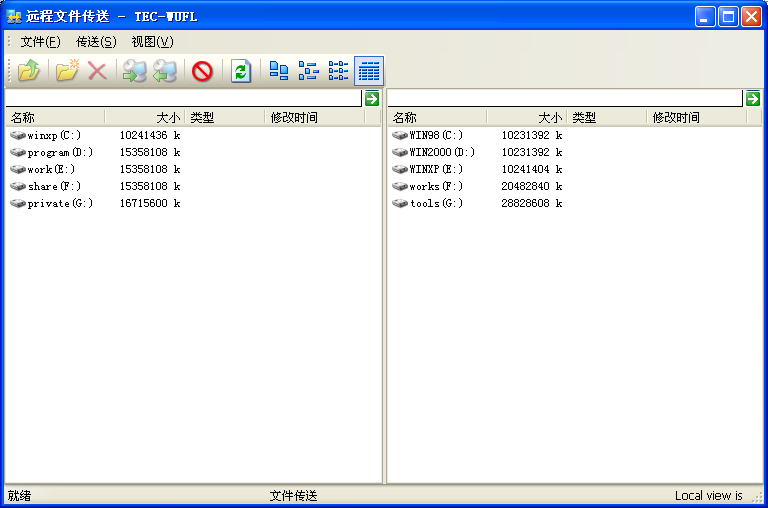 远程文件传送 - TEC-WUFL
文件(F) 传送(S) 视图(V)
名称 大小 类型 修改时间
winxp(C:) 10241436 k
program(D:) 15358108 k
work(E:) 15358108 k
share(F:) 15358108 k
private(G:) 16715600 k
名称 大小 类型 修改时间
WIN98(C:) 10231392 k
WIN2000(D:) 10231392 k
WINXP(E:) 10241404 k
works(F:) 20482840 k
tools(G:) 28828608 k
就绪 文件传送 Local view is